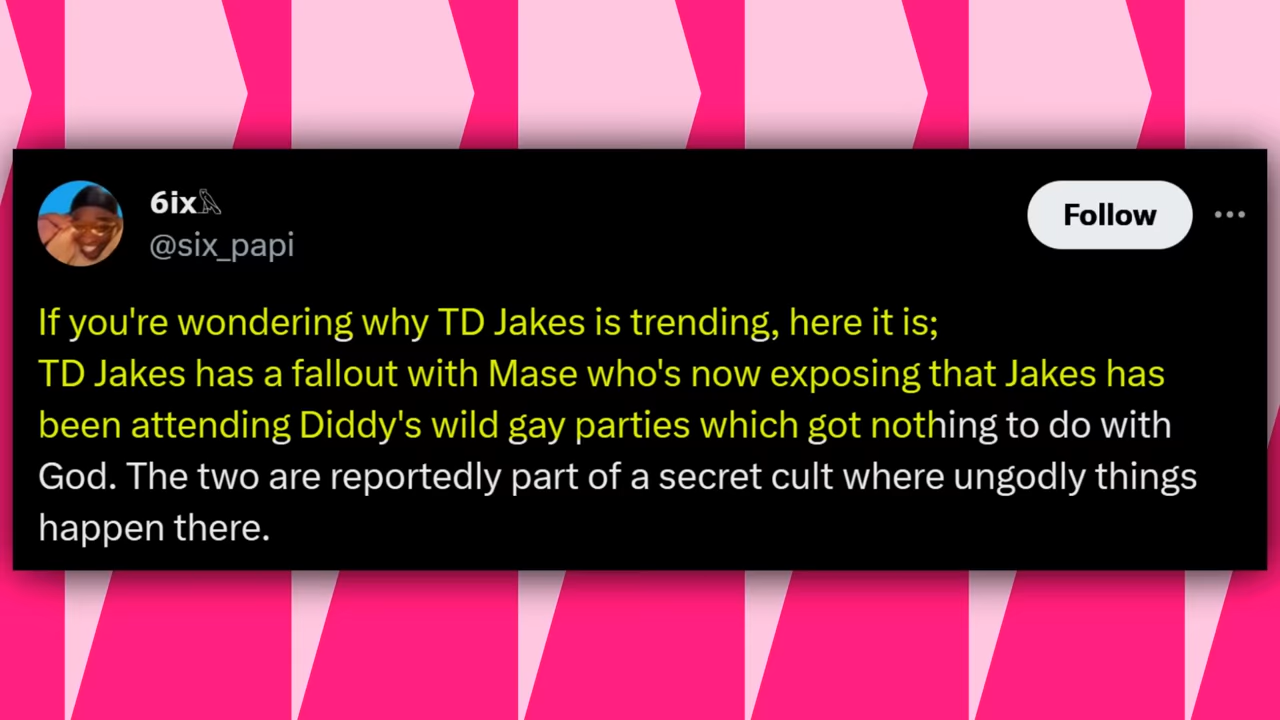 6ix𓅓
@six_papi
Follow
If you're wondering why TD Jakes is trending, here it is;
TD Jakes has a fallout with Mase who's now exposing that Jakes has
been attending Diddy's wild gay parties which got nothing to do with
God. The two are reportedly part of a secret cult where ungodly things
happen there.